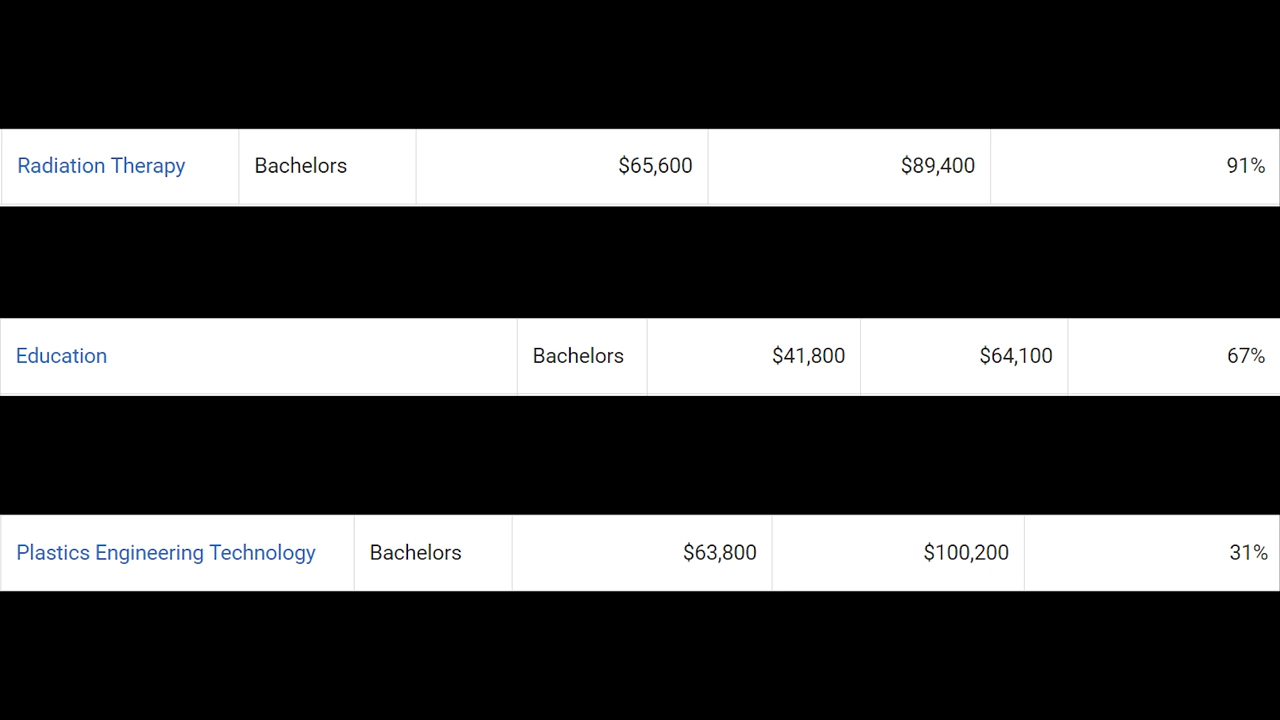 Radiation Therapy Bachelors $65,600 $89,400 91%
Education Bachelors $41,800 $64,100 67%
Plastics Engineering Technology Bachelors $63,800 $100,200 31%